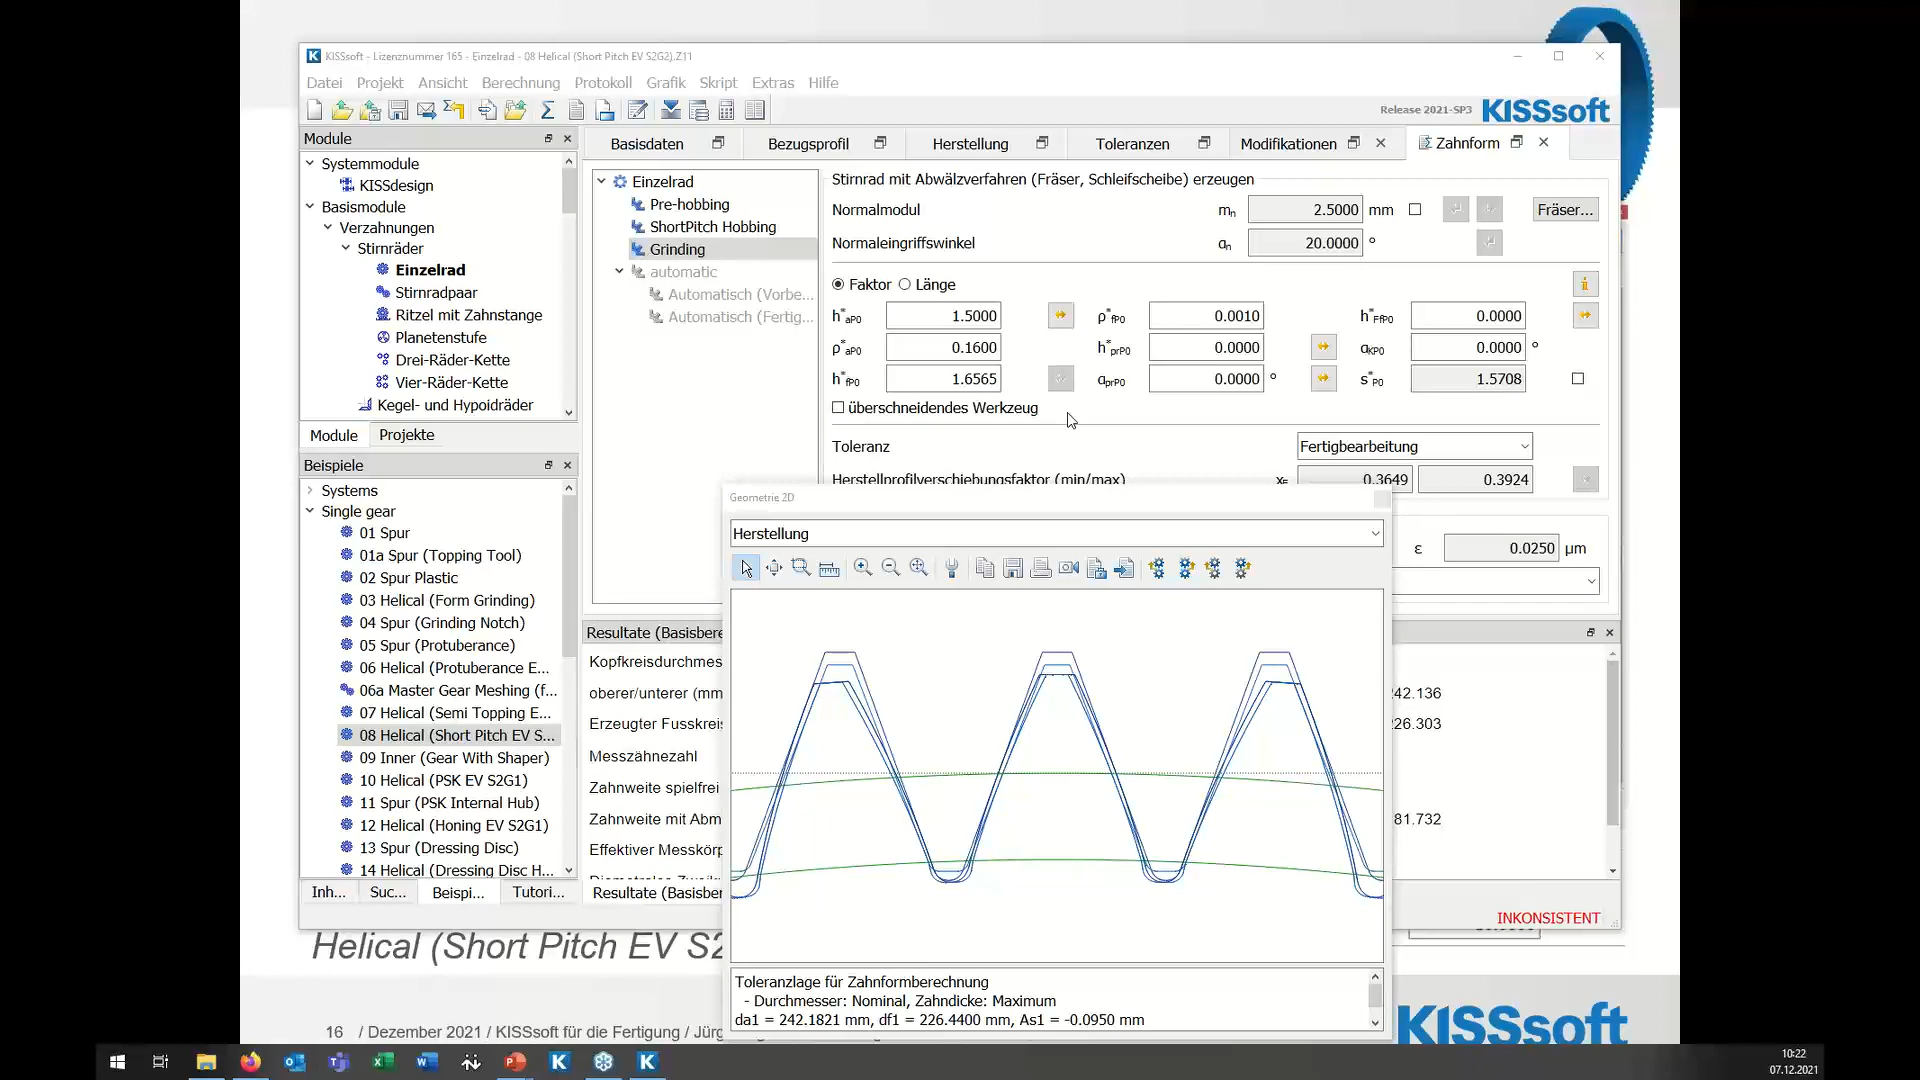 KISSsoft - Lizenznummer 165 - Einzelrad - 08 Helical (Short Pitch EV S2G2).Z11
Datei Projekt Ansicht Berechnung Protokoll Grafik Skript Extras Hilfe
Release 2021-SP3 KISSsoft
Module
Systemmodule
KISSdesign
Basismodule
Verzahnungen
Stirnräder
Einzelrad
Stirnradpaar
Ritzel mit Zahnstange
Planetenstufe
Drei-Räder-Kette
Vier-Räder-Kette
Kegel- und Hypoidräder
Module Projekte
Beispiele
Systems
Single gear
01 Spur
01a Spur (Topping Tool)
02 Spur Plastic
03 Helical (Form Grinding)
04 Spur (Grinding Notch)
05 Spur (Protuberance)
06 Helical (Protuberance E...
06a Master Gear Meshing (f...
07 Helical (Semi Topping E...
08 Helical (Short Pitch EV S...
09 Inner (Gear With Shaper)
10 Helical (PSK EV S2G1)
11 Spur (PSK Internal Hub)
12 Helical (Honing EV S2G1)
13 Spur (Dressing Disc)
14 Helical (Dressing Disc H...
Inh... Suc... Beispi... Tutori...
Basisdaten Bezugsprofil Herstellung Toleranzen Modifikationen Zahnform
Einzelrad
Pre-hobbing
ShortPitch Hobbing
Grinding
automatic
Automatisch (Vorbe...
Automatisch (Fertig...
Stirnrad mit Abwälzverfahren (Fräser, Schleifscheibe) erzeugen
Normalmodul mn 2.5000 mm Fräser...
Normaleingriffswinkel αn 20.0000 °
Faktor Länge
h*aP0 1.5000 ρ*fP0 0.0010 h*FfP0 0.0000
ρ*aP0 0.1600 h*prP0 0.0000 αKP0 0.0000 °
h*fP0 1.6565 αprP0 0.0000 ° s*P0 1.5708
überschneidendes Werkzeug
Toleranz Fertigbearbeitung
Herstellprofilverschiebungsfaktor (min/max) xE 0.3649 0.3924
ε 0.0250 µm
Resultate (Basisbere
Kopfkreisdurchmes
oberer/unterer (mm 42.136
Erzeugter Fusskreis 26.303
Messzähnezahl
Zahnweite spielfrei
Zahnweite mit Abm 81.732
Effektiver Messkörp
Resultate (Basisber
INKONSISTENT
Geometrie 2D
Herstellung
Toleranzlage für Zahnformberechnung
- Durchmesser: Nominal, Zahndicke: Maximum
da1 = 242.1821 mm, df1 = 226.4400 mm, As1 = -0.0950 mm
Helical (Short Pitch EV S2
16 / Dezember 2021 / KISSsoft für die Fertigung / Jürg
KISSsoft
10:22
07.12.2021